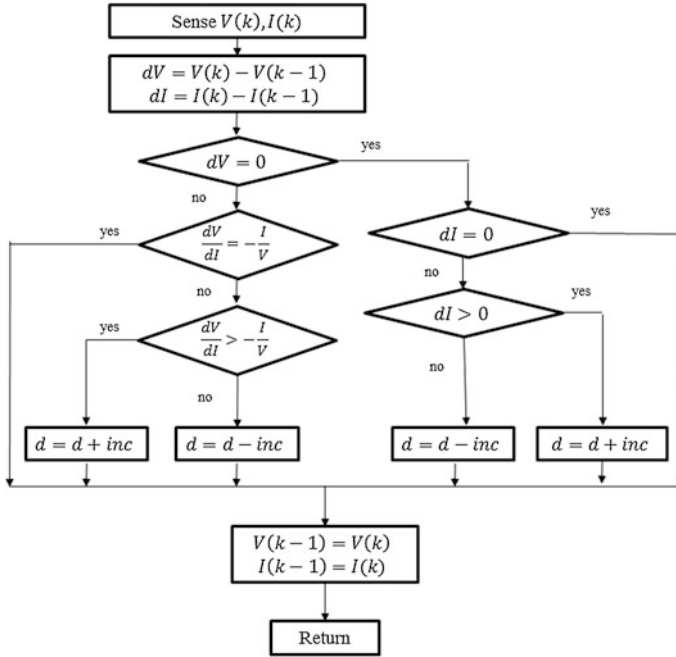 Sense V(k), I(k)
dV = V(k) − V(k − 1)
dI = I(k) − I(k − 1)
dV = 0
yes
no
yes
dV/dI = −I/V
dI = 0
yes
no
no
yes
dV/dI > −I/V
dI > 0
yes
no
no
d = d + inc
d = d − inc
d = d − inc
d = d + inc
V(k − 1) = V(k)
I(k − 1) = I(k)
Return